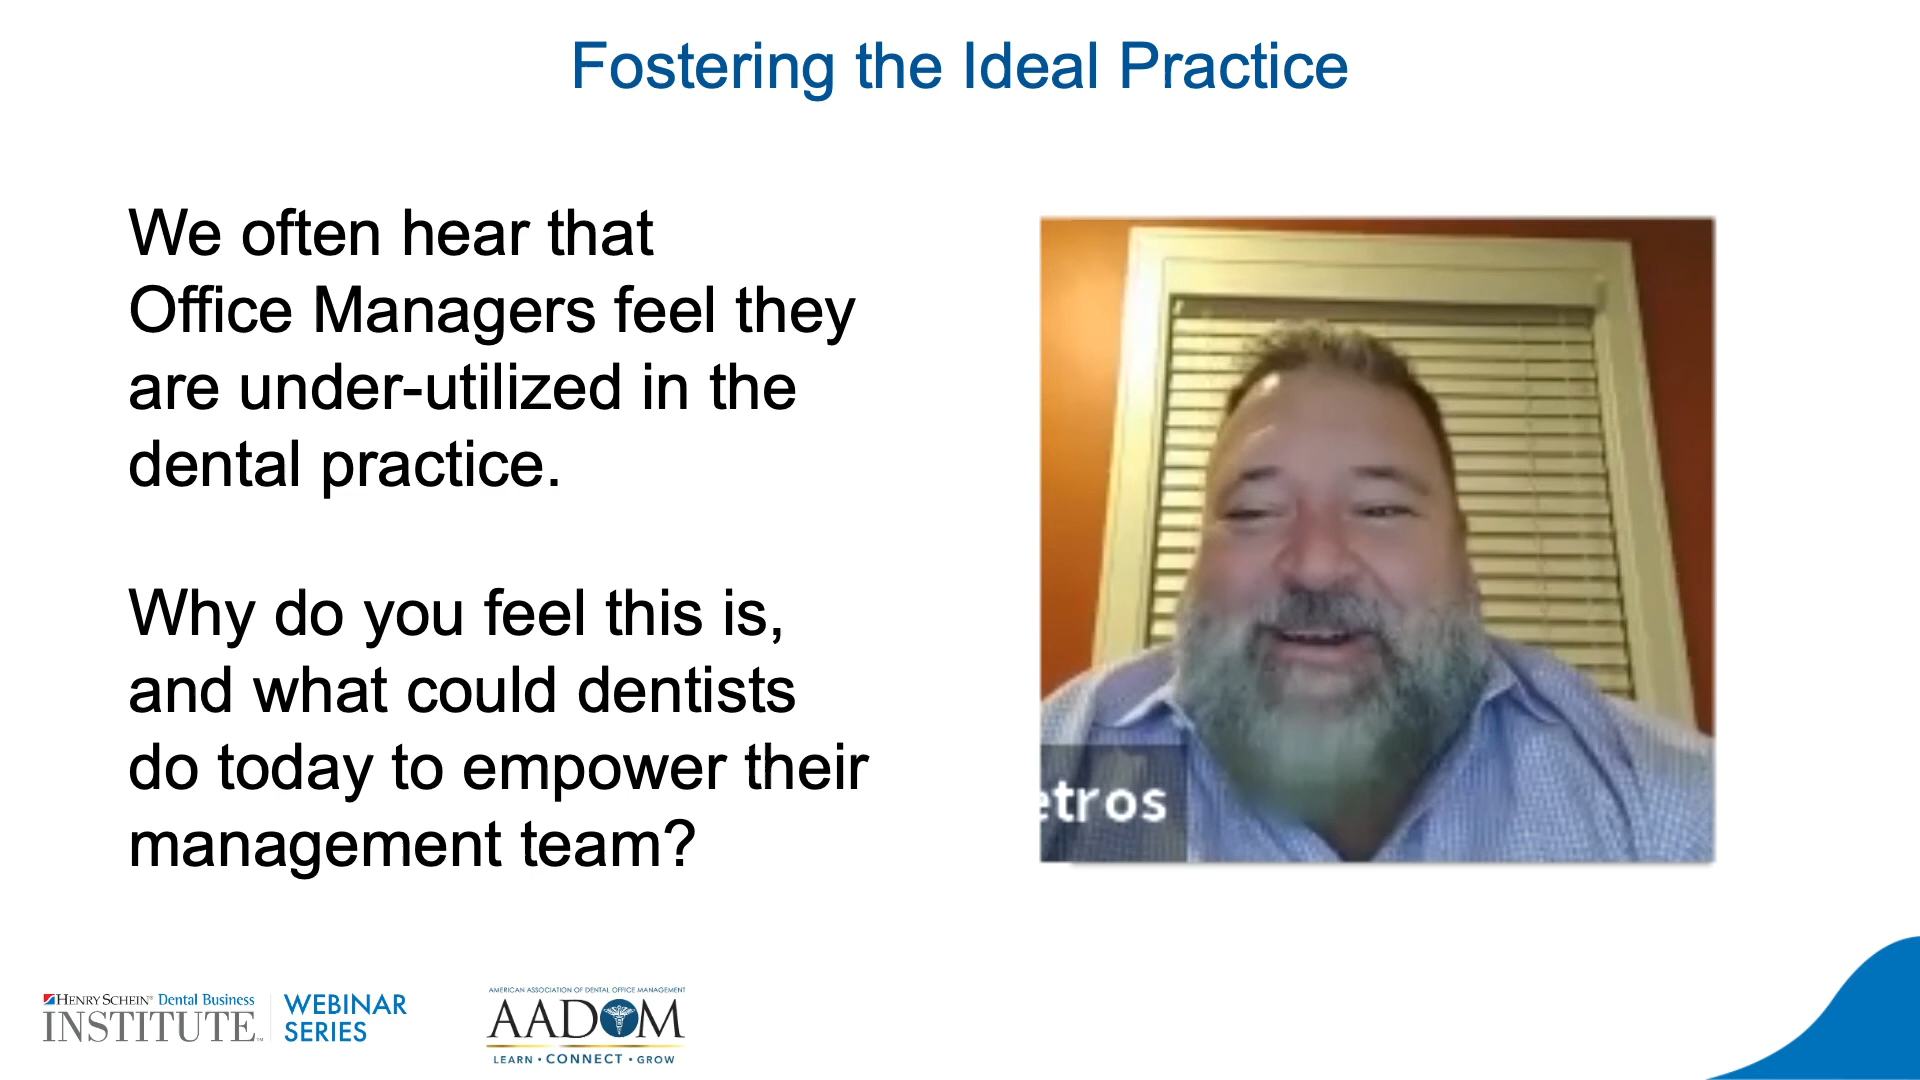 Fostering the Ideal Practice
We often hear that
Office Managers feel they
are under-utilized in the
dental practice.
Why do you feel this is,
and what could dentists
do today to empower their
management team?
etros
HENRY SCHEIN® Dental Business
INSTITUTE™
WEBINAR
SERIES
AMERICAN ASSOCIATION OF DENTAL OFFICE MANAGEMENT
AADOM
LEARN • CONNECT • GROW